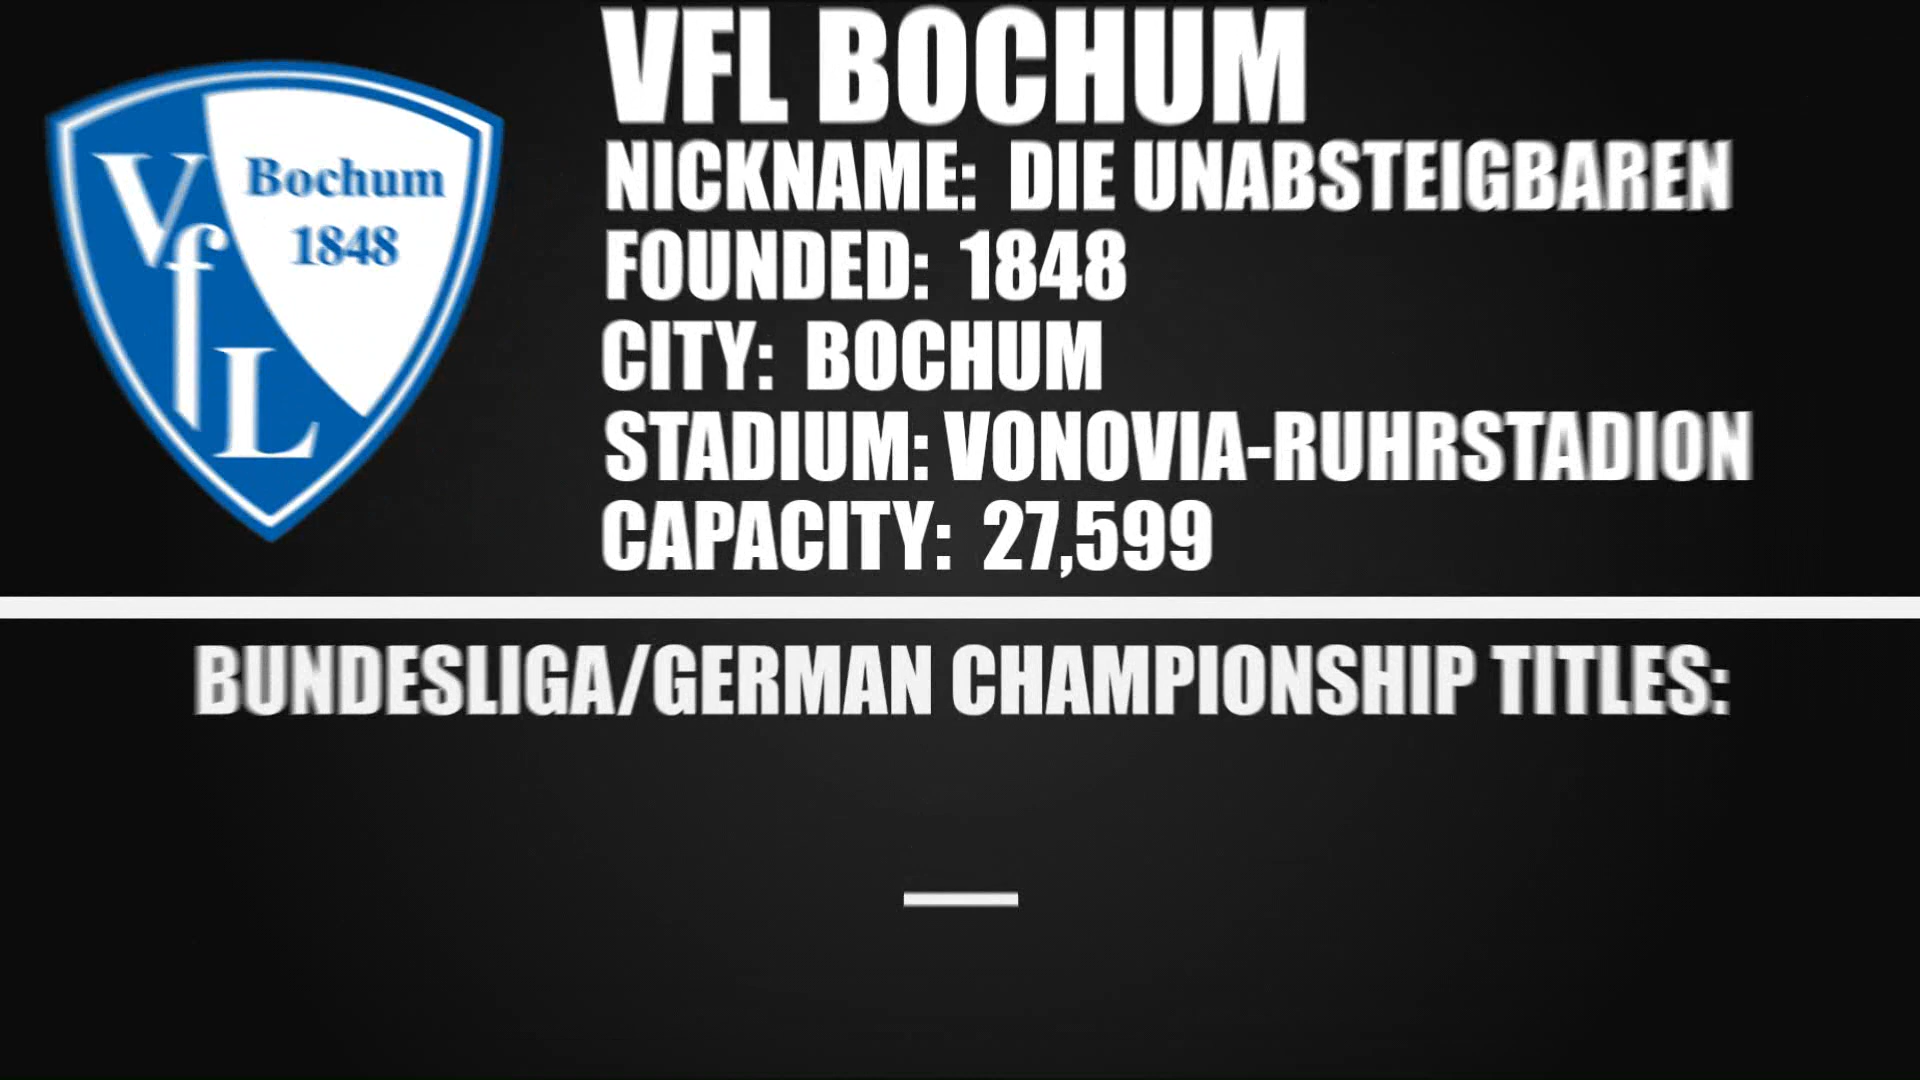 VFL BOCHUM
NICKNAME: DIE UNABSTEIGBAREN
FOUNDED: 1848
CITY: BOCHUM
STADIUM: VONOVIA-RUHRSTADION
CAPACITY: 27,599
VfL
Bochum
1848
BUNDESLIGA/GERMAN CHAMPIONSHIP TITLES:
—